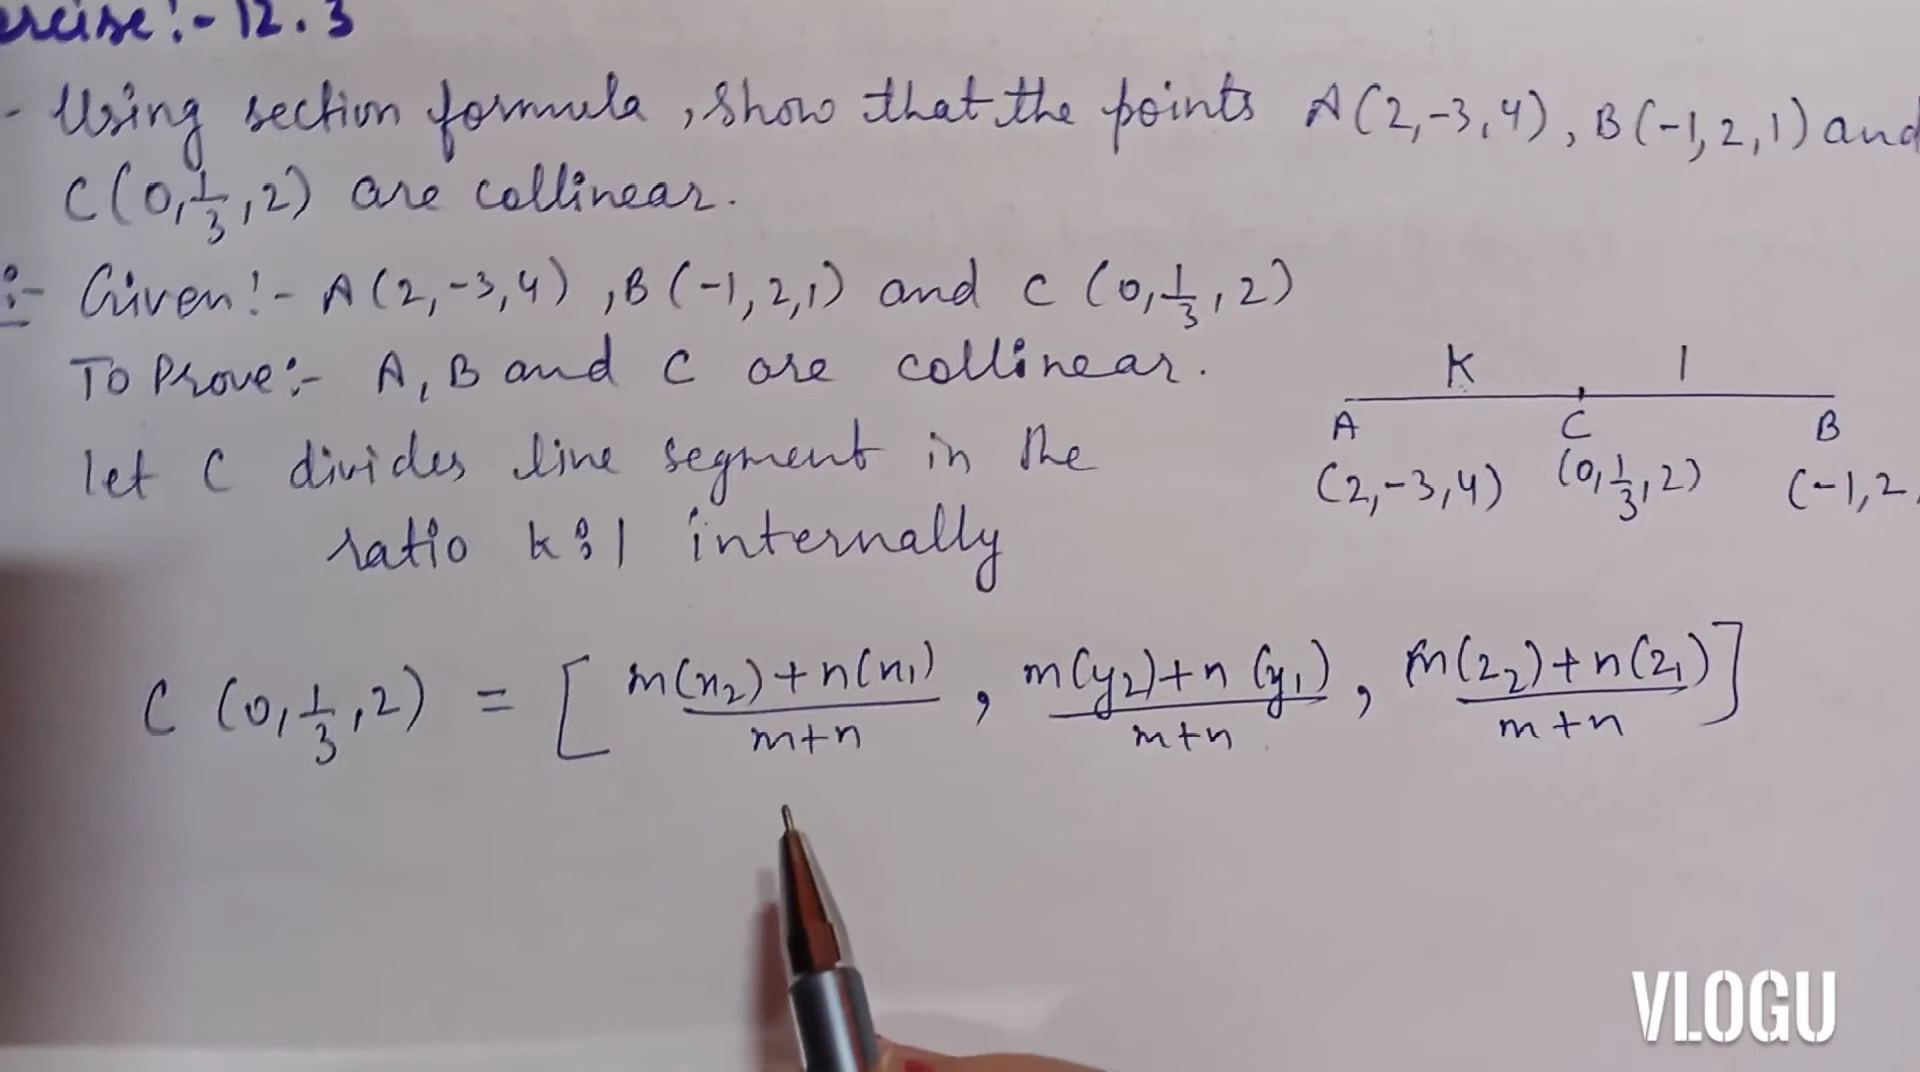 ercise:- 12.3
- Using section formula, show that the points A(2,-3,4), B(-1,2,1) and
C(0,1/3,2) are collinear.
:- Given:- A(2,-3,4), B(-1,2,1) and C(0,1/3,2)
To Prove:- A, B and C are collinear.
K 1
A C B
(2,-3,4) (0,1/3,2) (-1,2,
let C divides line segment in the
ratio k:1 internally
C(0,1/3,2) = [m(x2)+n(x1)/m+n, m(y2)+n(y1)/m+n, m(z2)+n(z1)/m+n]
VLOGU